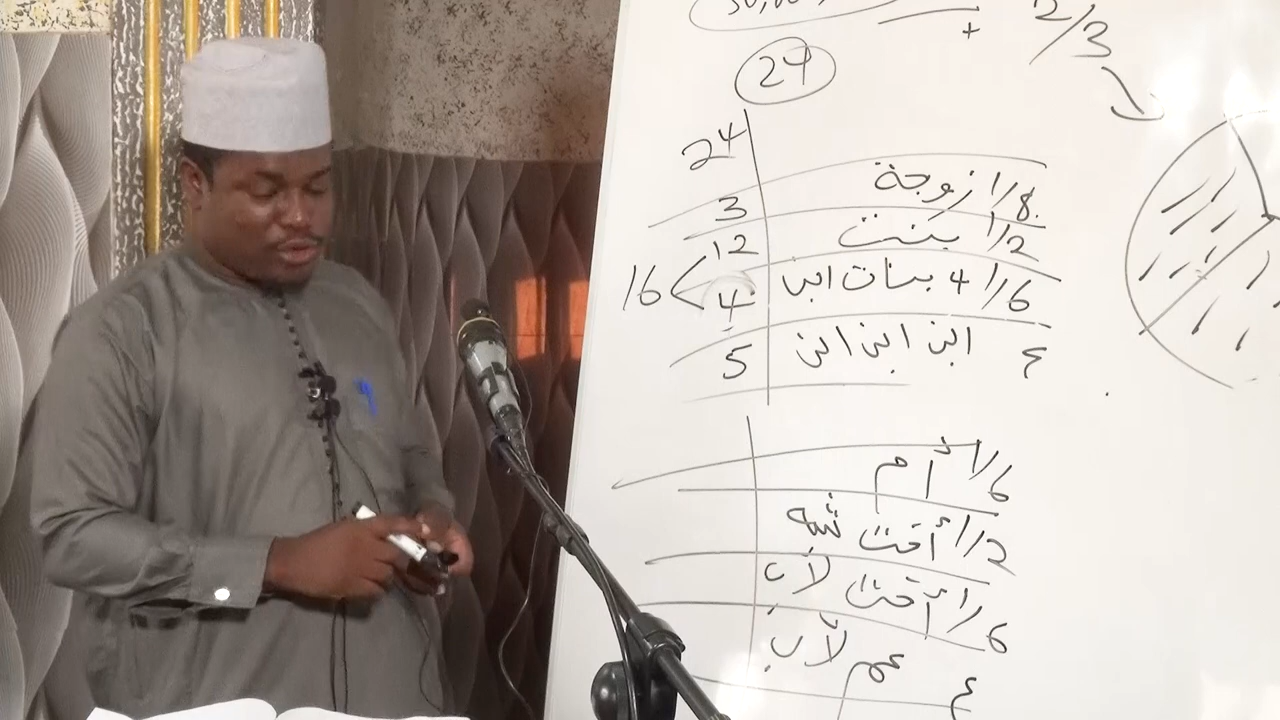 2/3
+
24
24
3 زوجة 1/8
12 بنت 1/2
16
4 4 بنات ابن 1/6
5 ابن ابن ابن ع
أم 1/6
أخت شقيقة 1/2
أخت لأب 1/6
عم لأب ع